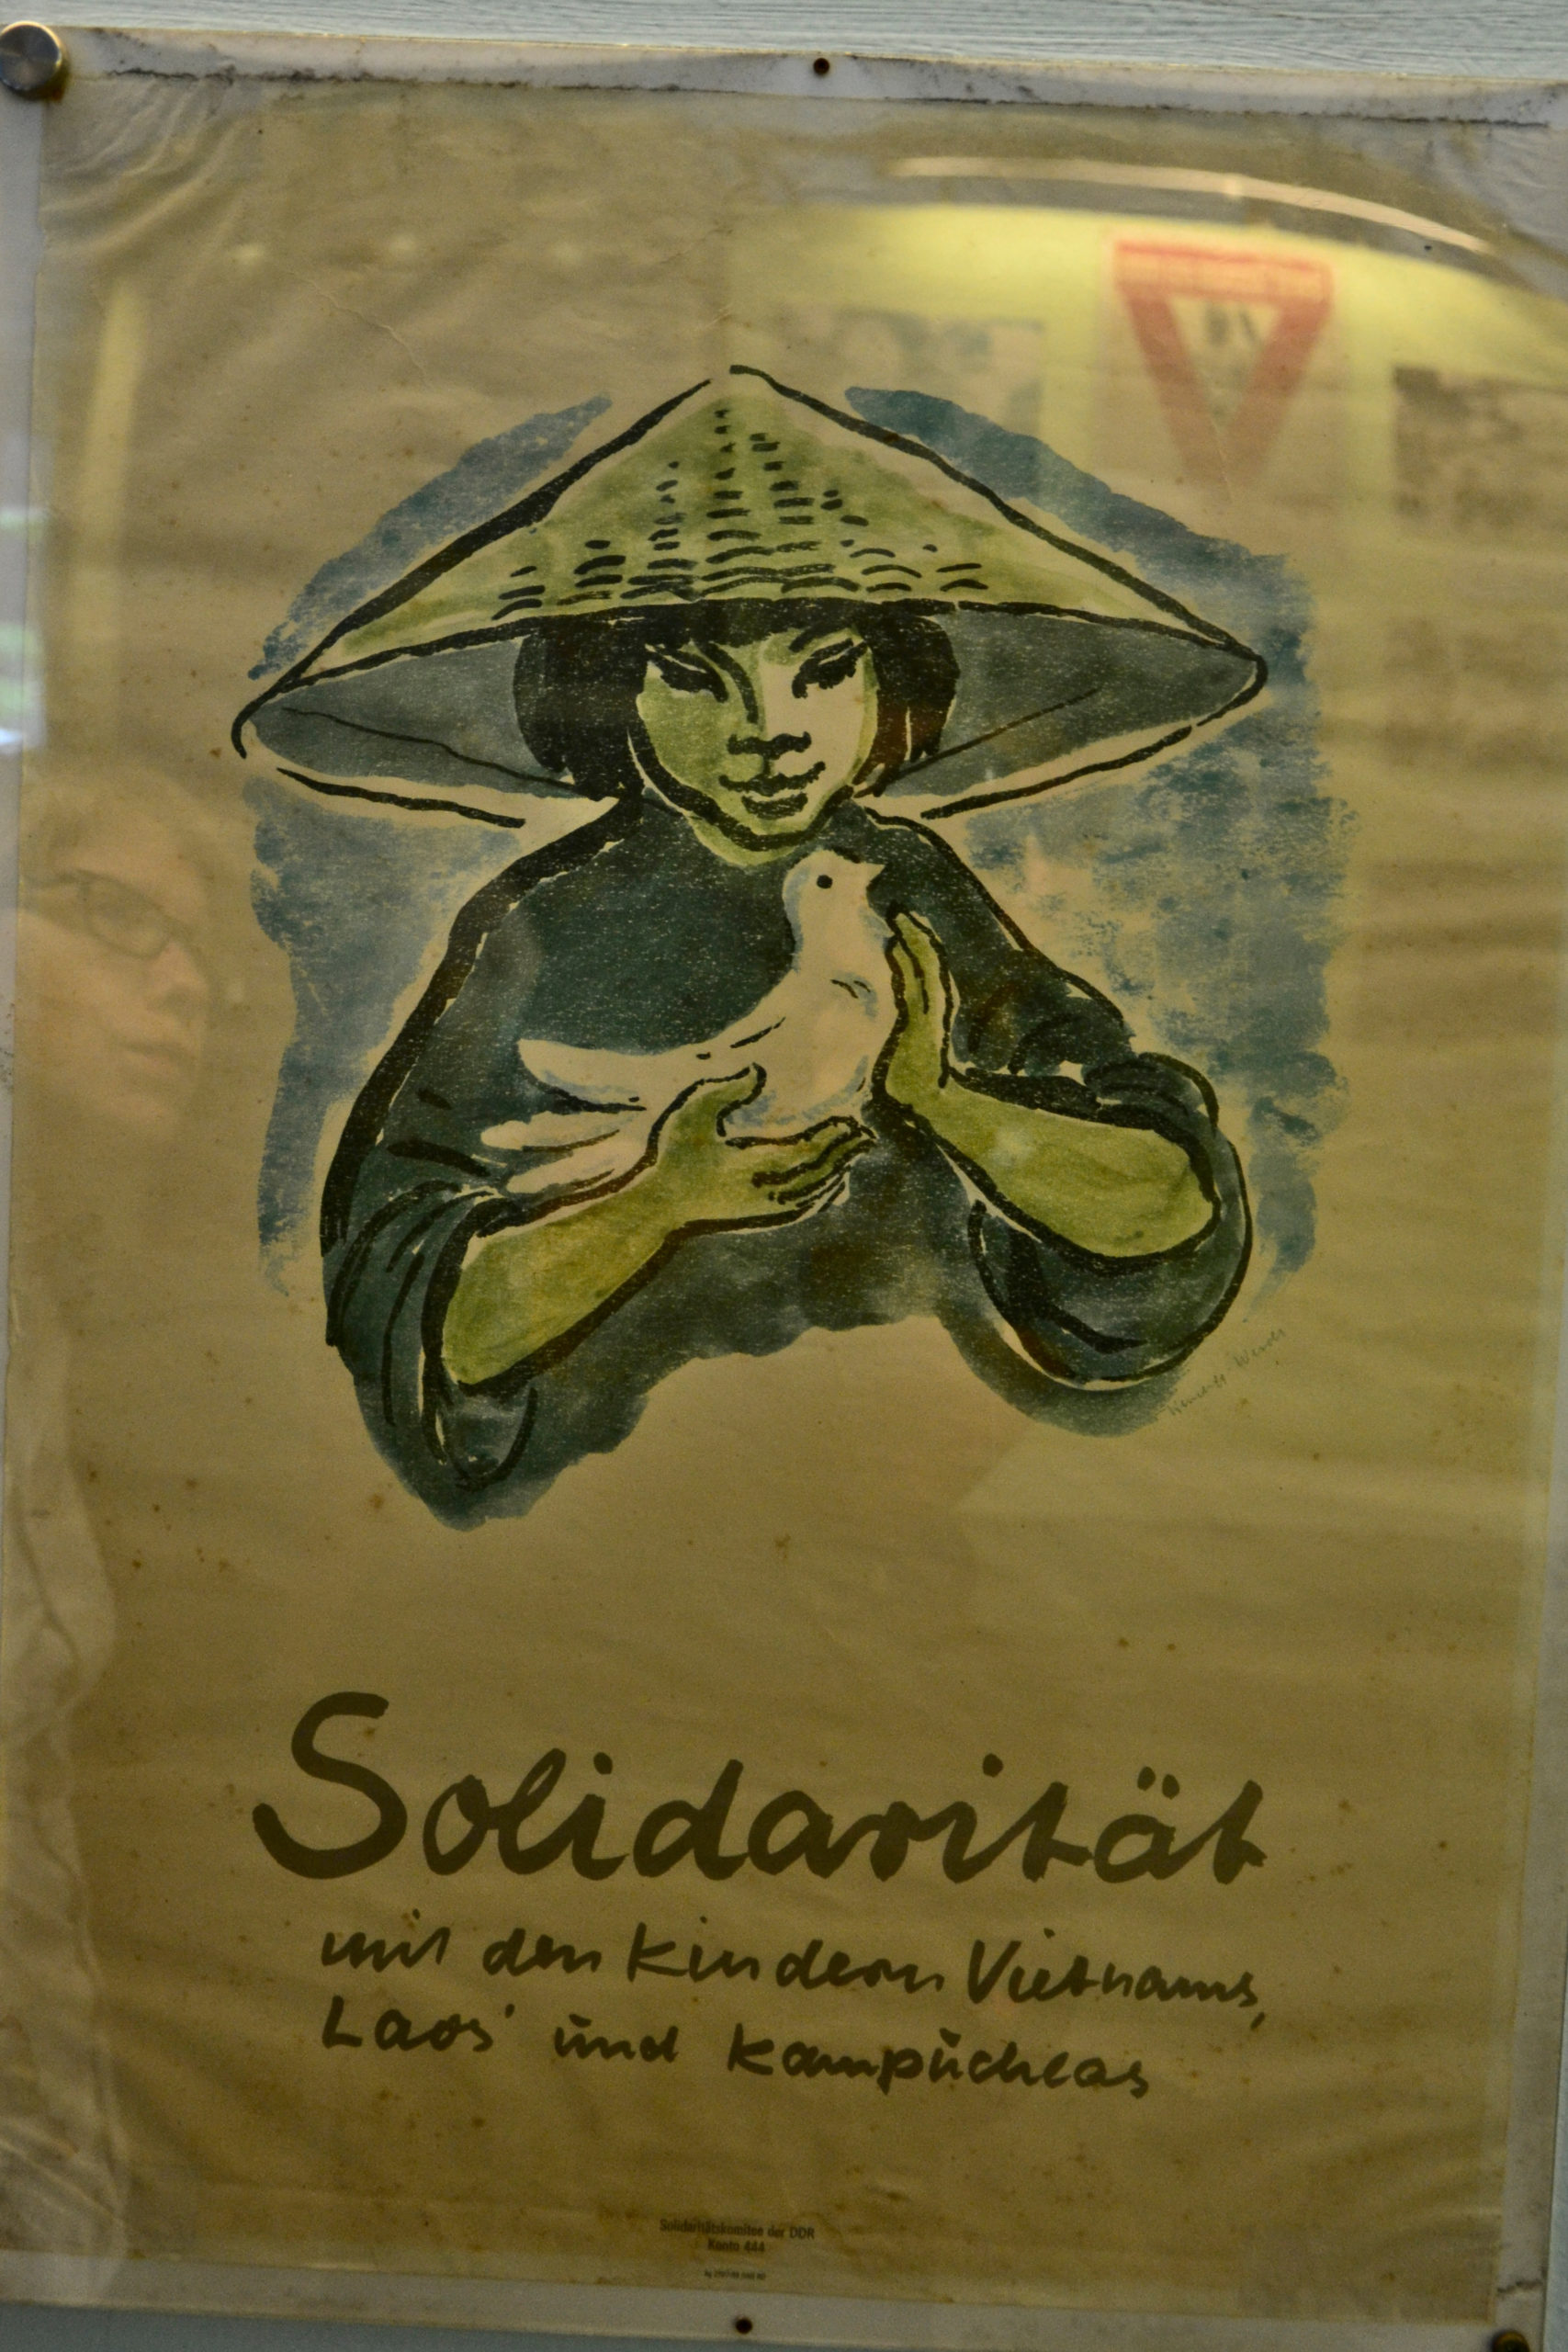 Solidarität
mit den Kindern Vietnams,
Laos' und Kampucheas
Solidaritätskomitee der DDR
Konto 444